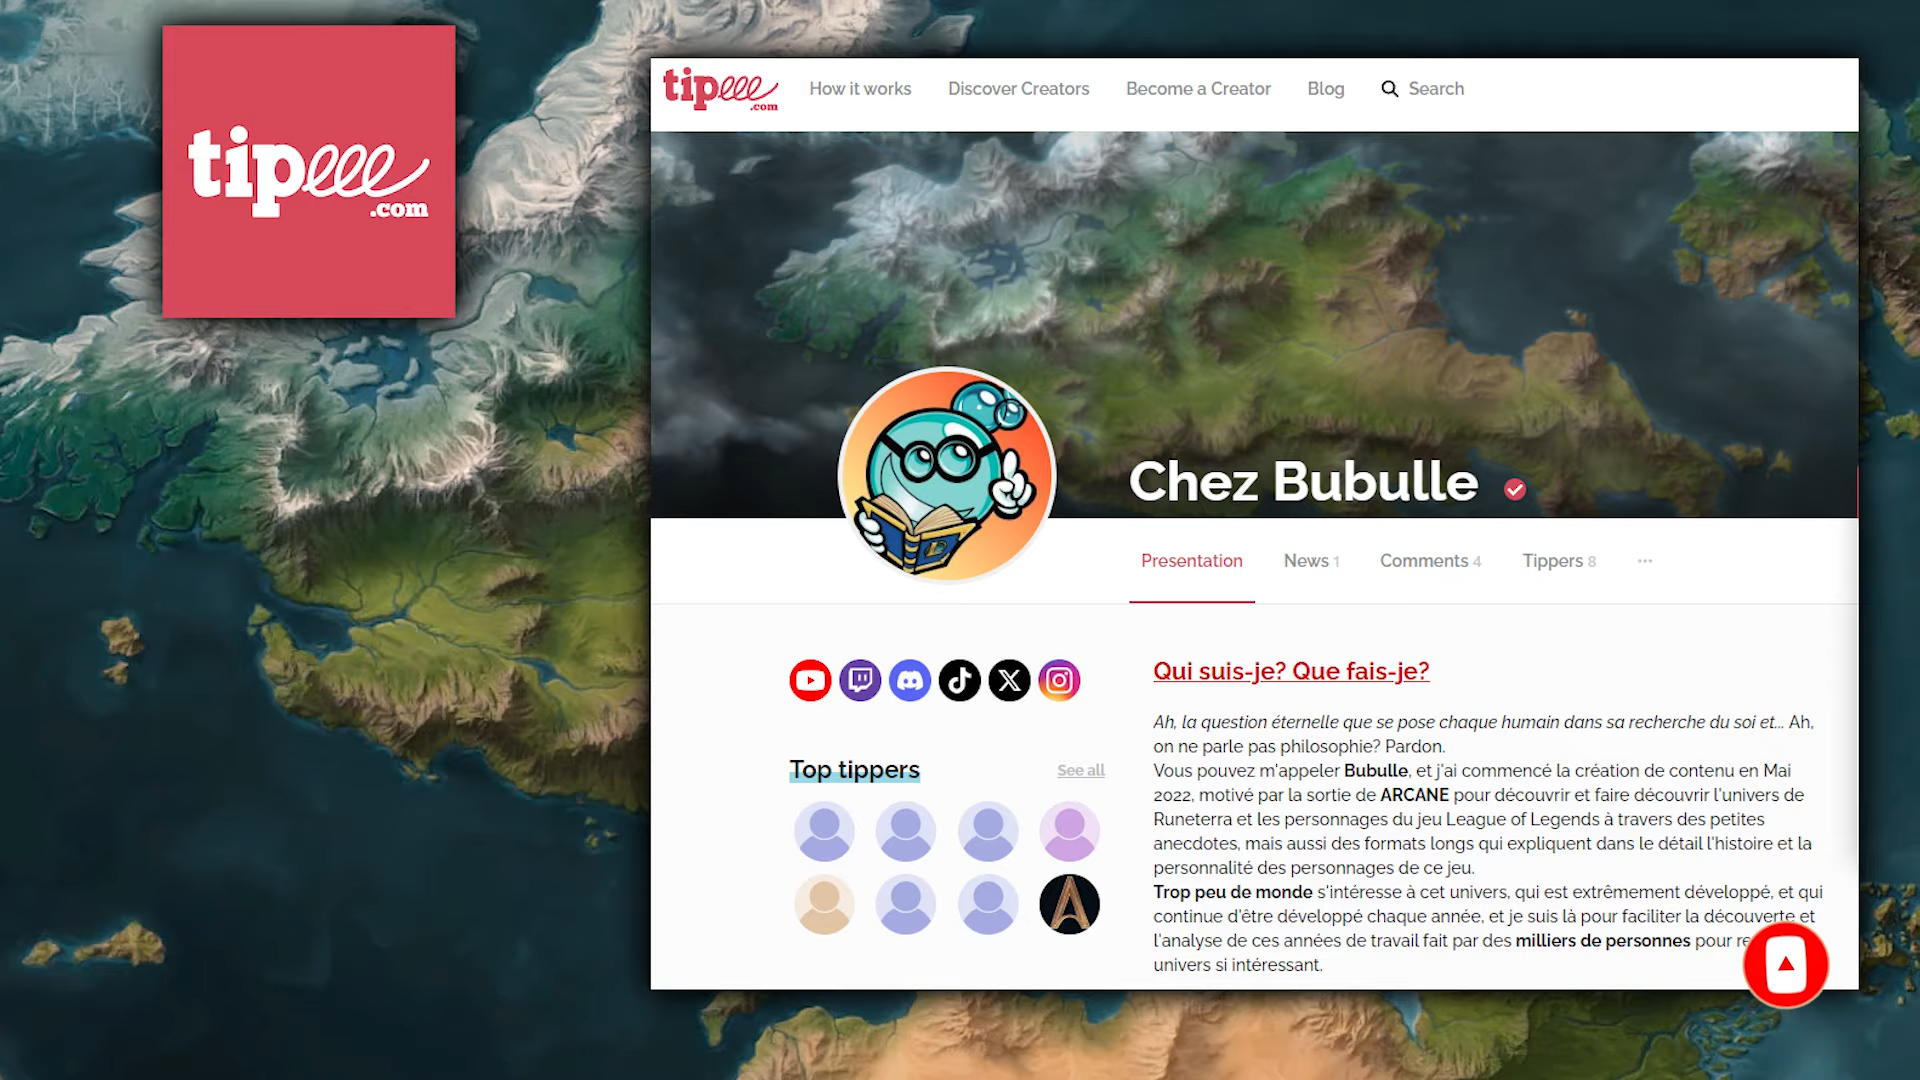 tipeee
.com
tipeee
.com
How it works
Discover Creators
Become a Creator
Blog
Search
Chez Bubulle
Presentation
News 1
Comments 4
Tippers 8
Top tippers
See all
Qui suis-je? Que fais-je?
Ah, la question éternelle que se pose chaque humain dans sa recherche du soi et... Ah,
on ne parle pas philosophie? Pardon.
Vous pouvez m'appeler Bubulle, et j'ai commencé la création de contenu en Mai
2022, motivé par la sortie de ARCANE pour découvrir et faire découvrir l'univers de
Runeterra et les personnages du jeu League of Legends à travers des petites
anecdotes, mais aussi des formats longs qui expliquent dans le détail l'histoire et la
personnalité des personnages de ce jeu.
Trop peu de monde s'intéresse à cet univers, qui est extrêmement développé, et qui
continue d'être développé chaque année, et je suis là pour faciliter la découverte et
l'analyse de ces années de travail fait par des milliers de personnes pour
univers si intéressant.